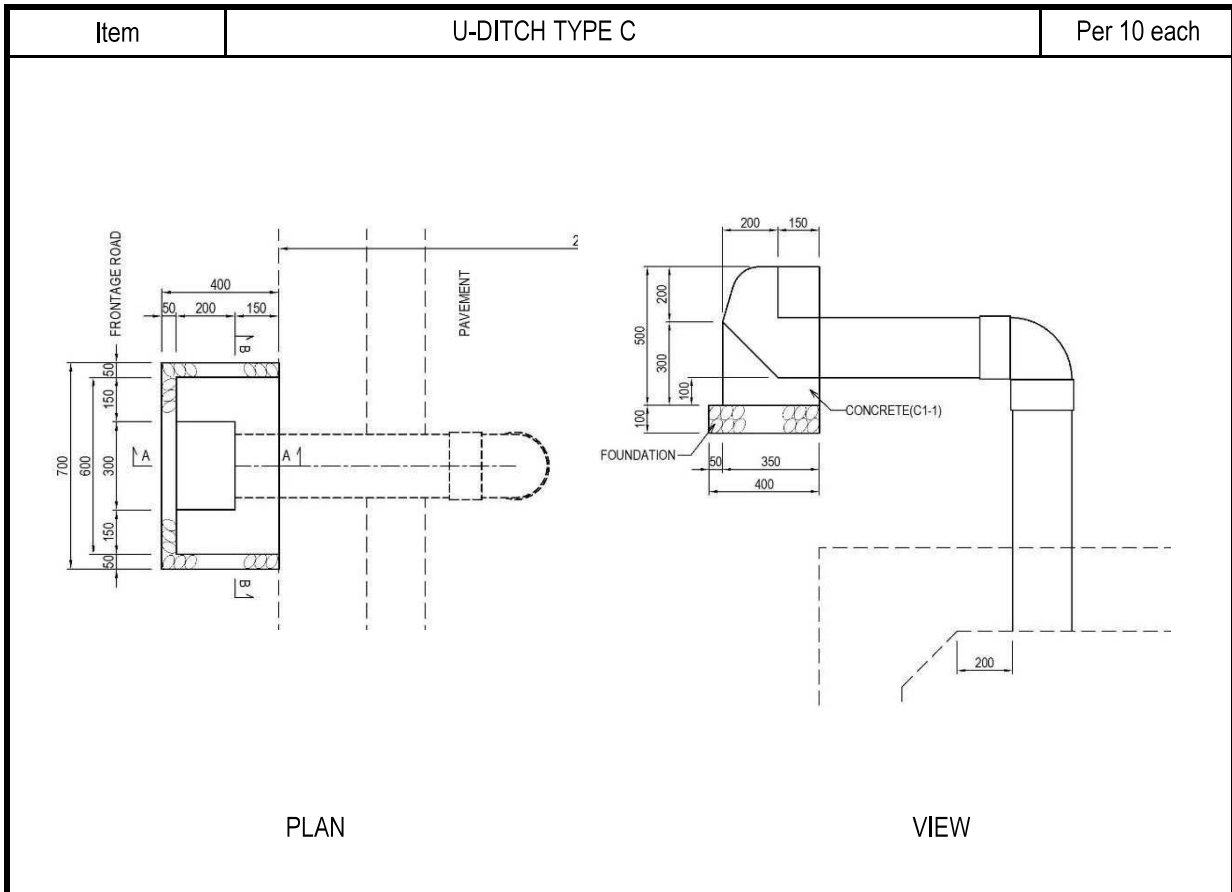 Item
U-DITCH TYPE C
Per 10 each
2
FRONTAGE ROAD
PAVEMENT
400
50 200 150
B
50
150
300
150
50
600
700
A A
B
PLAN
200 150
500
200
300
100
100
CONCRETE(C1-1)
FOUNDATION
50 350
400
200
VIEW